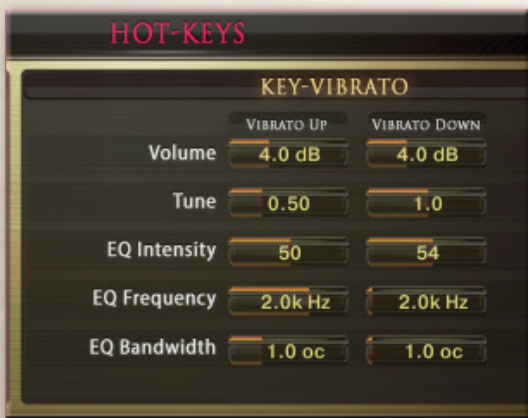 HOT-KEYS
KEY-VIBRATO
VIBRATO UP VIBRATO DOWN
Volume 4.0 dB 4.0 dB
Tune 0.50 1.0
EQ Intensity 50 54
EQ Frequency 2.0k Hz 2.0k Hz
EQ Bandwidth 1.0 oc 1.0 oc